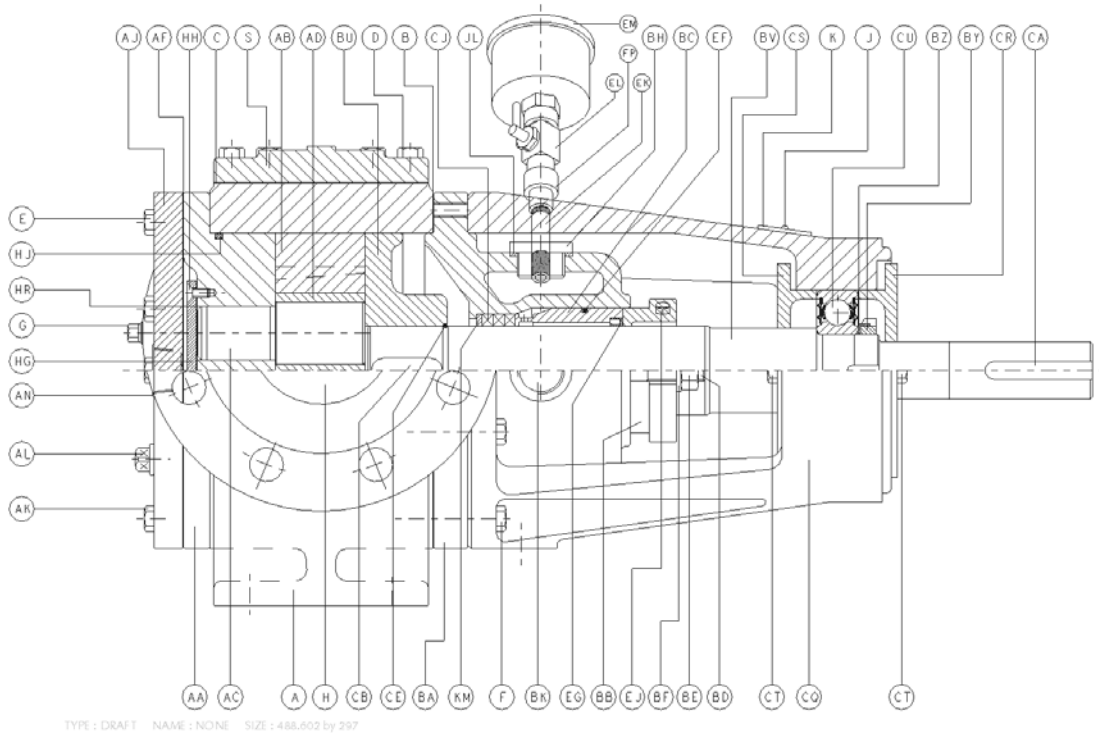 AJ AF HH C S AB AD BU D B CJ JL EM BH BC EF BV CS K J CU BZ BY CR CA
FP
EL EK
E
HJ
HR
G
HG
AN
AL
AK
AA AC A H CB CE BA KM F BK EG BB EJ BF BE BD CT CQ CT
TYPE : DRAFT NAME : NONE SIZE : 488.602 by 297